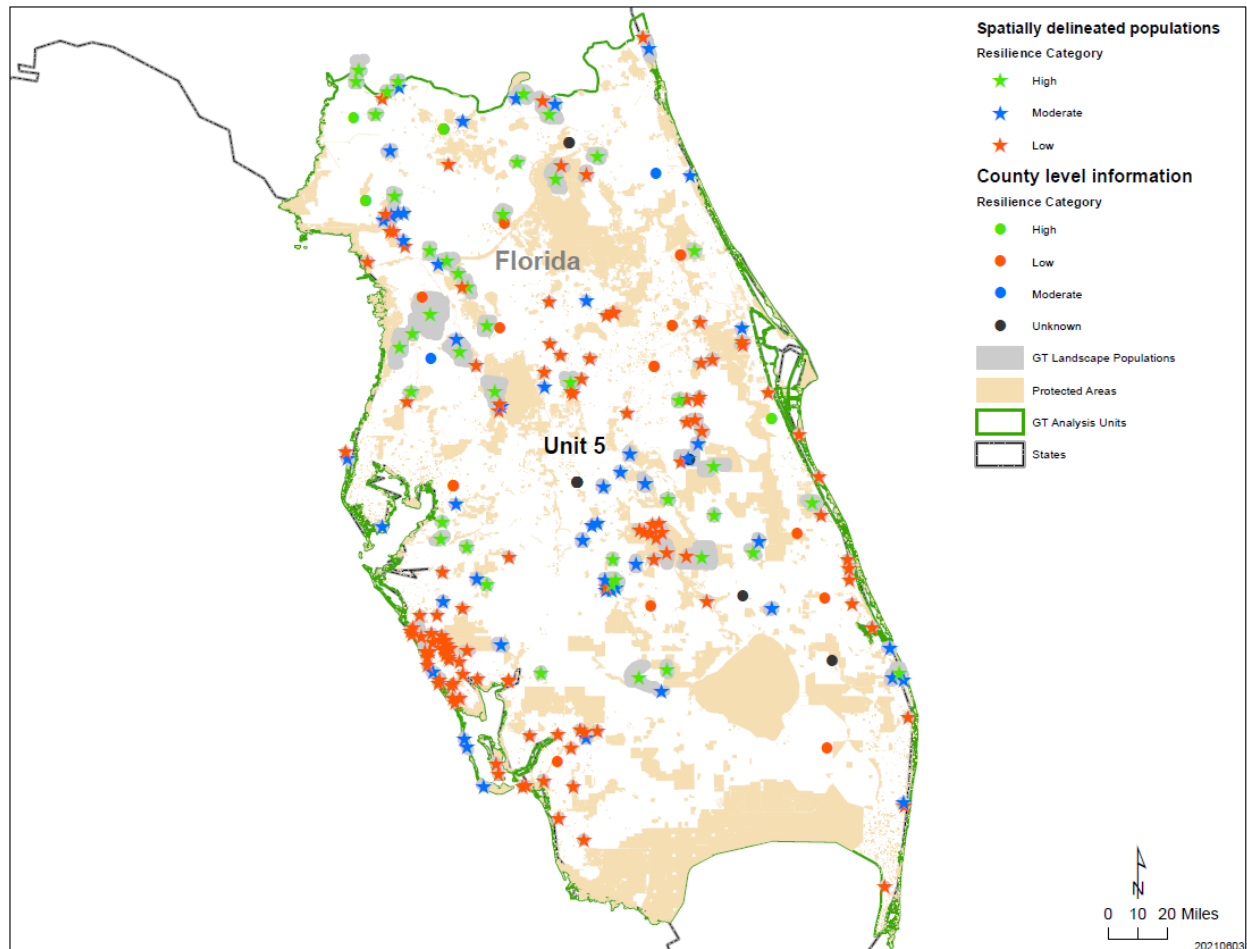 Spatially delineated populations
Resilience Category
High
Moderate
Low
County level information
Resilience Category
High
Low
Moderate
Unknown
GT Landscape Populations
Protected Areas
GT Analysis Units
States
Florida
Unit 5
N
0 10 20 Miles
20210603